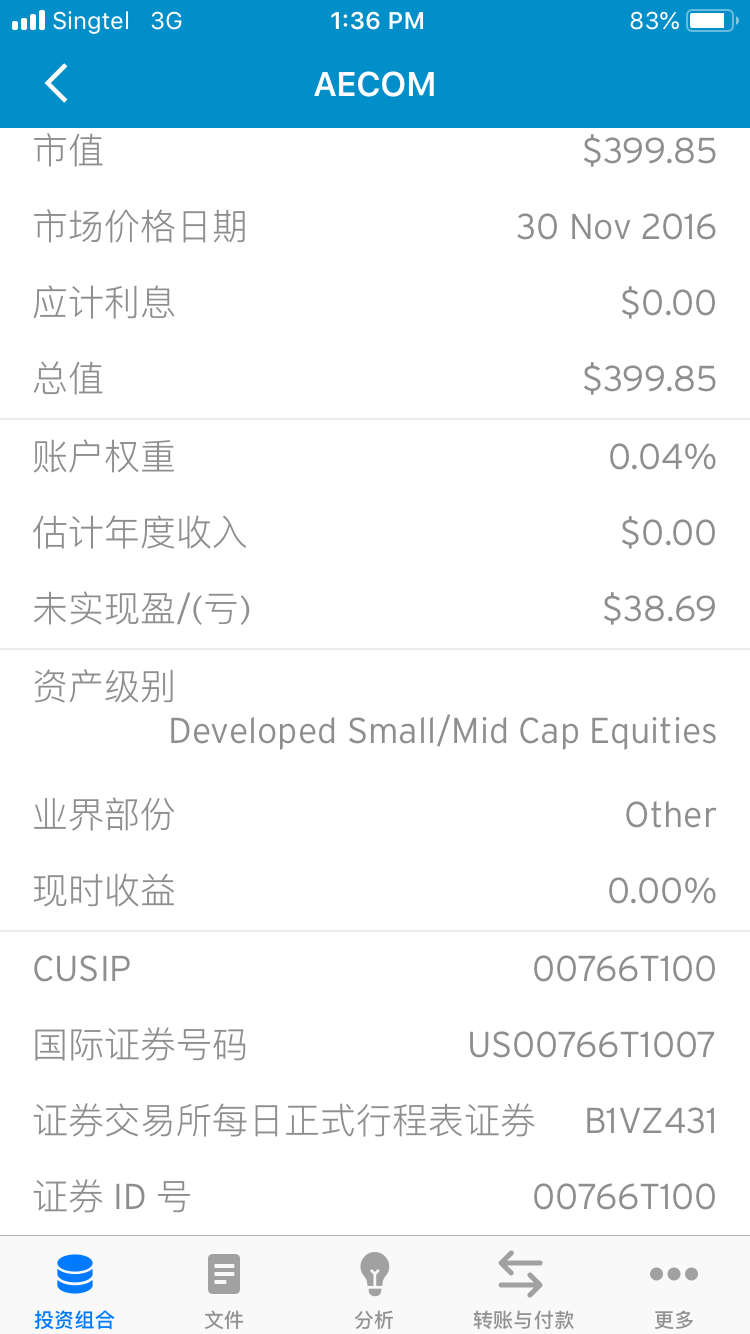 Singtel 3G 1:36 PM 83%
AECOM
市值 $399.85
市场价格日期 30 Nov 2016
应计利息 $0.00
总值 $399.85
账户权重 0.04%
估计年度收入 $0.00
未实现盈/(亏) $38.69
资产级别
Developed Small/Mid Cap Equities
业界部份 Other
现时收益 0.00%
CUSIP 00766T100
国际证券号码 US00766T1007
证券交易所每日正式行程表证券 B1VZ431
证券 ID 号 00766T100
投资组合 文件 分析 转账与付款 更多